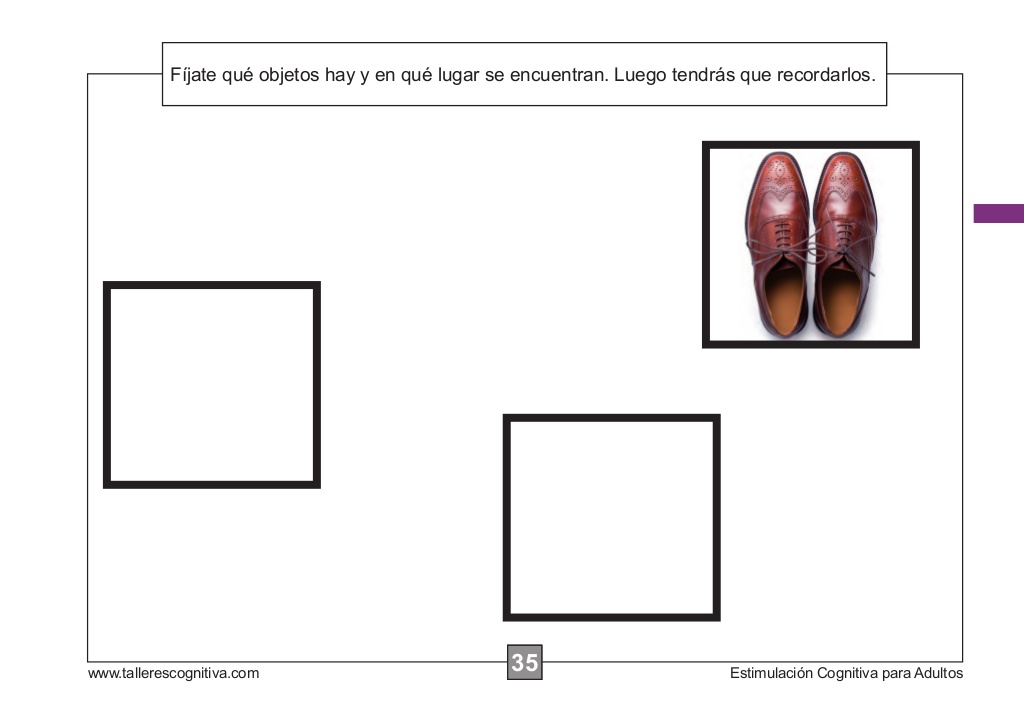 Fíjate qué objetos hay y en qué lugar se encuentran. Luego tendrás que recordarlos.
35
www.tallerescognitiva.com
Estimulación Cognitiva para Adultos